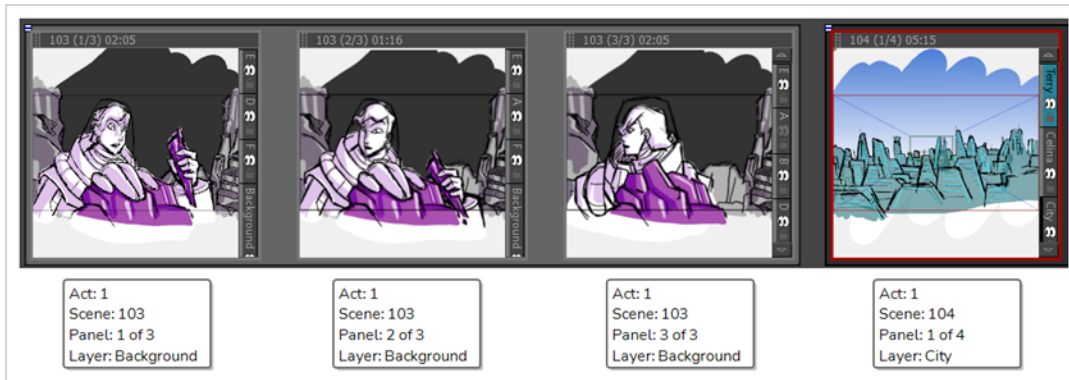 103 (1/3) 02:05
E
D
F
Background
103 (2/3) 01:16
E
A
F
Background
103 (3/3) 02:05
E
A
B
D
104 (1/4) 05:15
Terry
Celina
City
Act: 1
Scene: 103
Panel: 1 of 3
Layer: Background
Act: 1
Scene: 103
Panel: 2 of 3
Layer: Background
Act: 1
Scene: 103
Panel: 3 of 3
Layer: Background
Act: 1
Scene: 104
Panel: 1 of 4
Layer: City